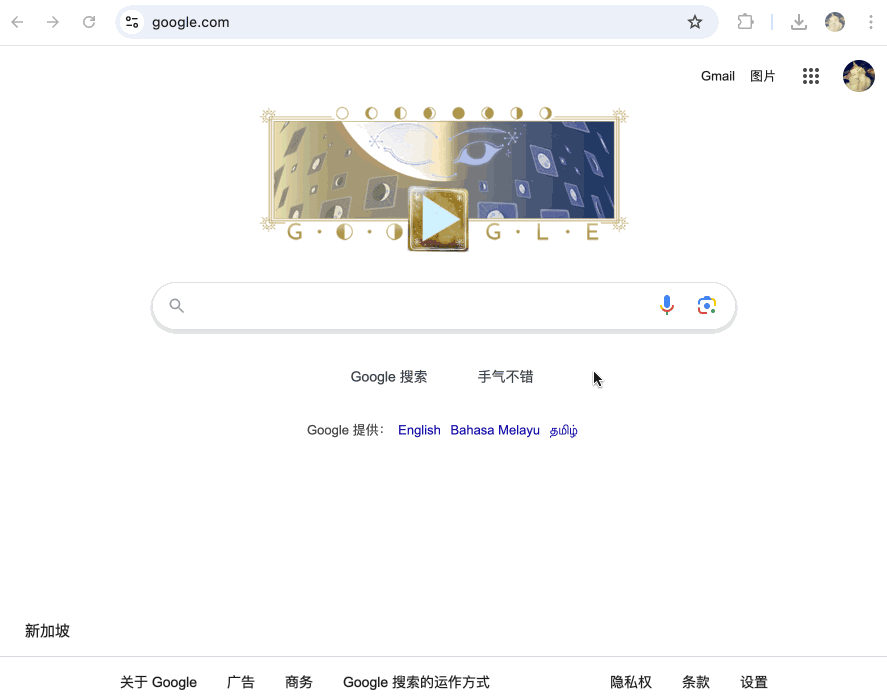 google.com
Gmail 图片
G · O · O G · L · E
Google 搜索 手气不错
Google 提供： English Bahasa Melayu தமிழ்
新加坡
关于 Google 广告 商务 Google 搜索的运作方式 隐私权 条款 设置